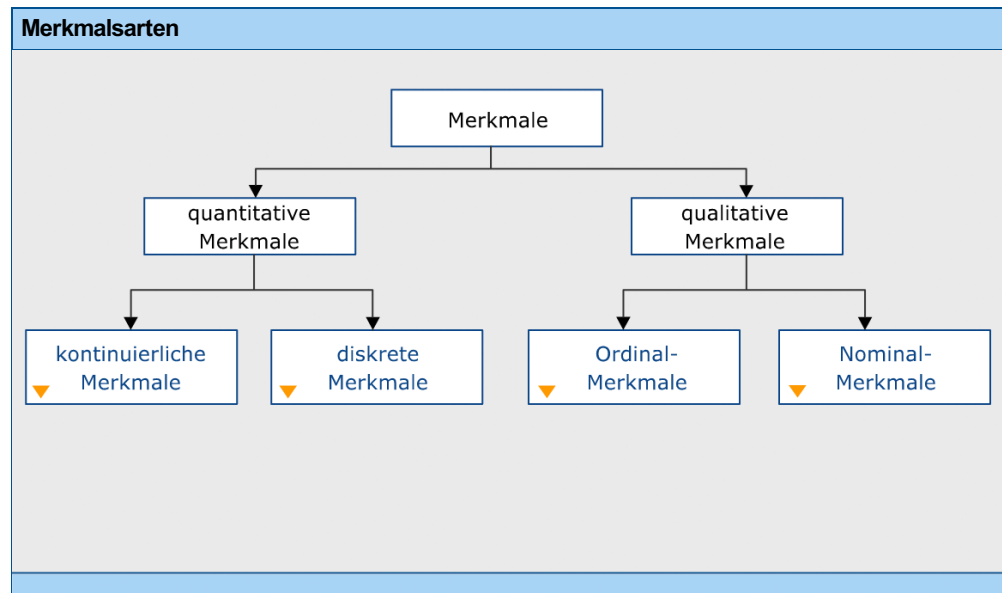 Merkmalsarten
Merkmale
quantitative
Merkmale
qualitative
Merkmale
kontinuierliche
Merkmale
diskrete
Merkmale
Ordinal-
Merkmale
Nominal-
Merkmale